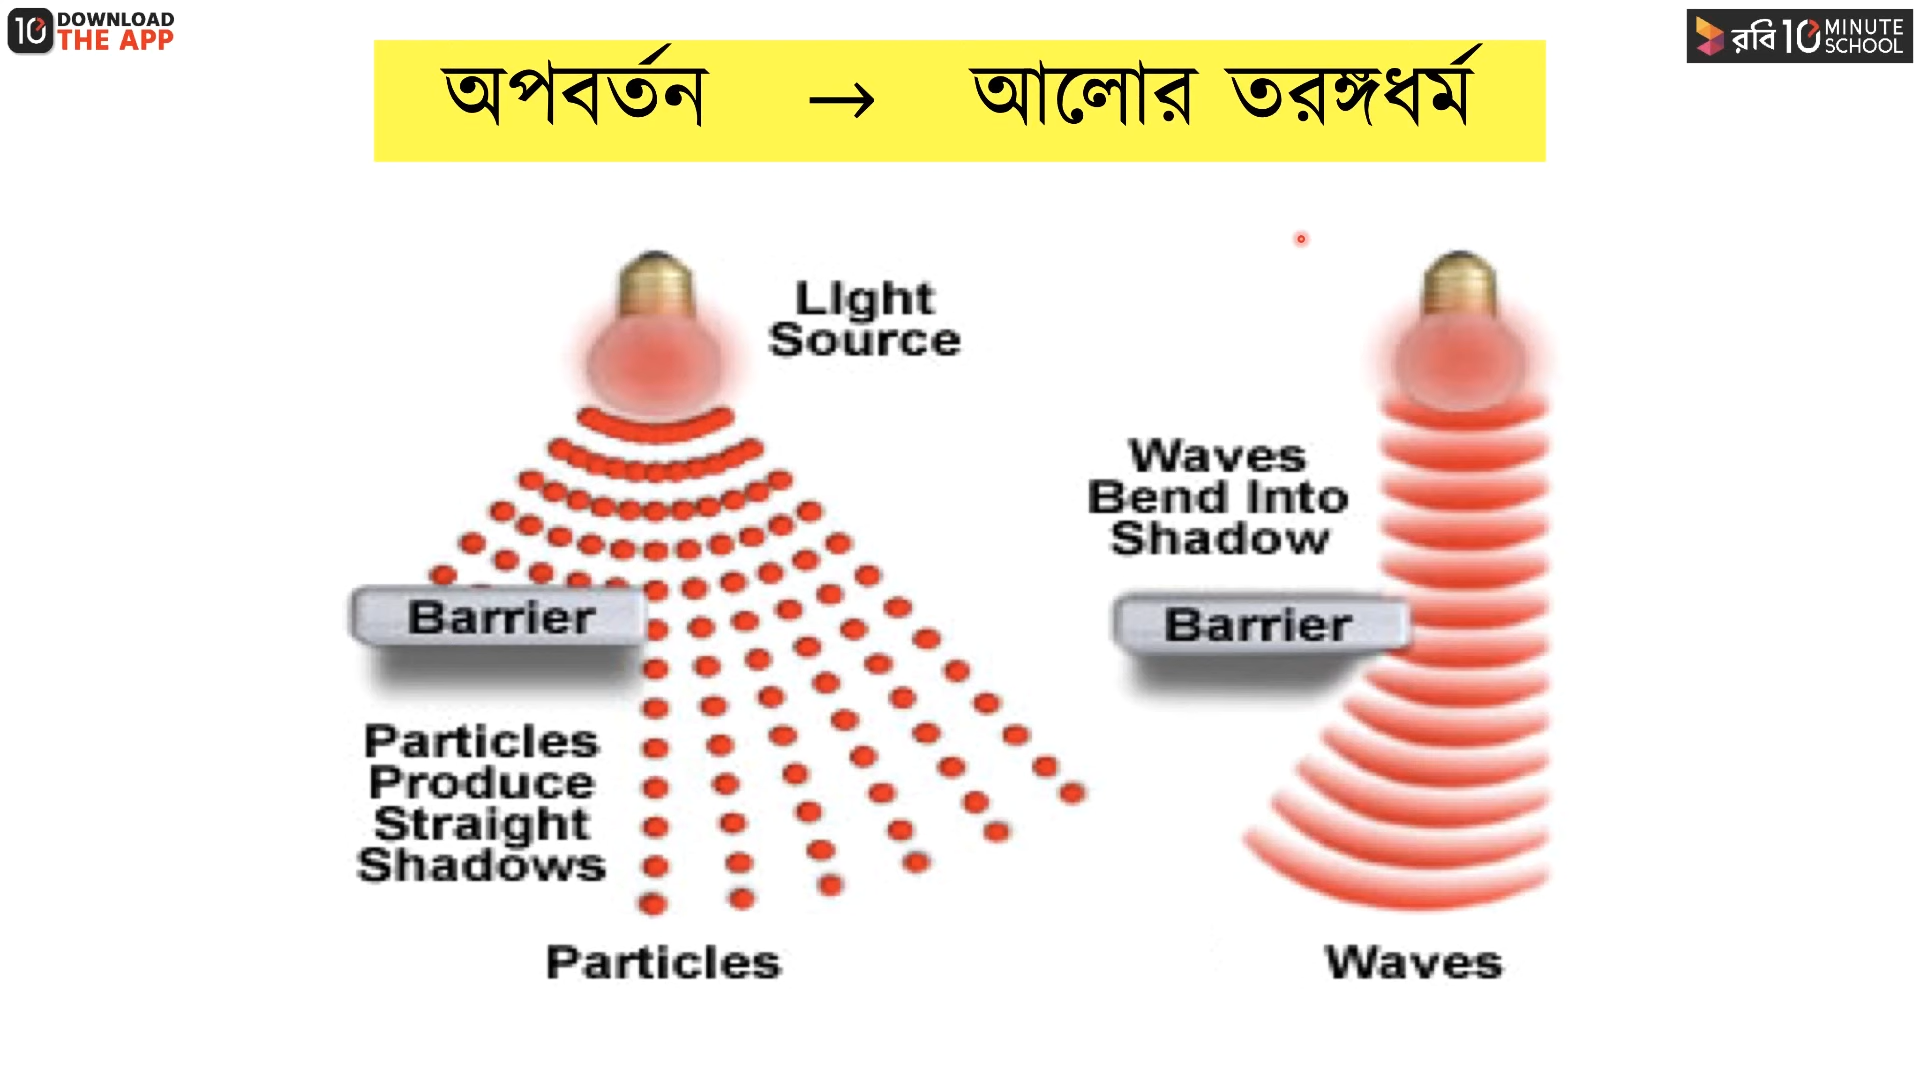 10 DOWNLOAD
THE APP
রবি 10 MINUTE
SCHOOL
অপবর্তন → আলোর তরঙ্গধর্ম
LIght
Source
Waves
Bend Into
Shadow
Barrier
Barrier
Particles
Produce
Straight
Shadows
Particles
Waves